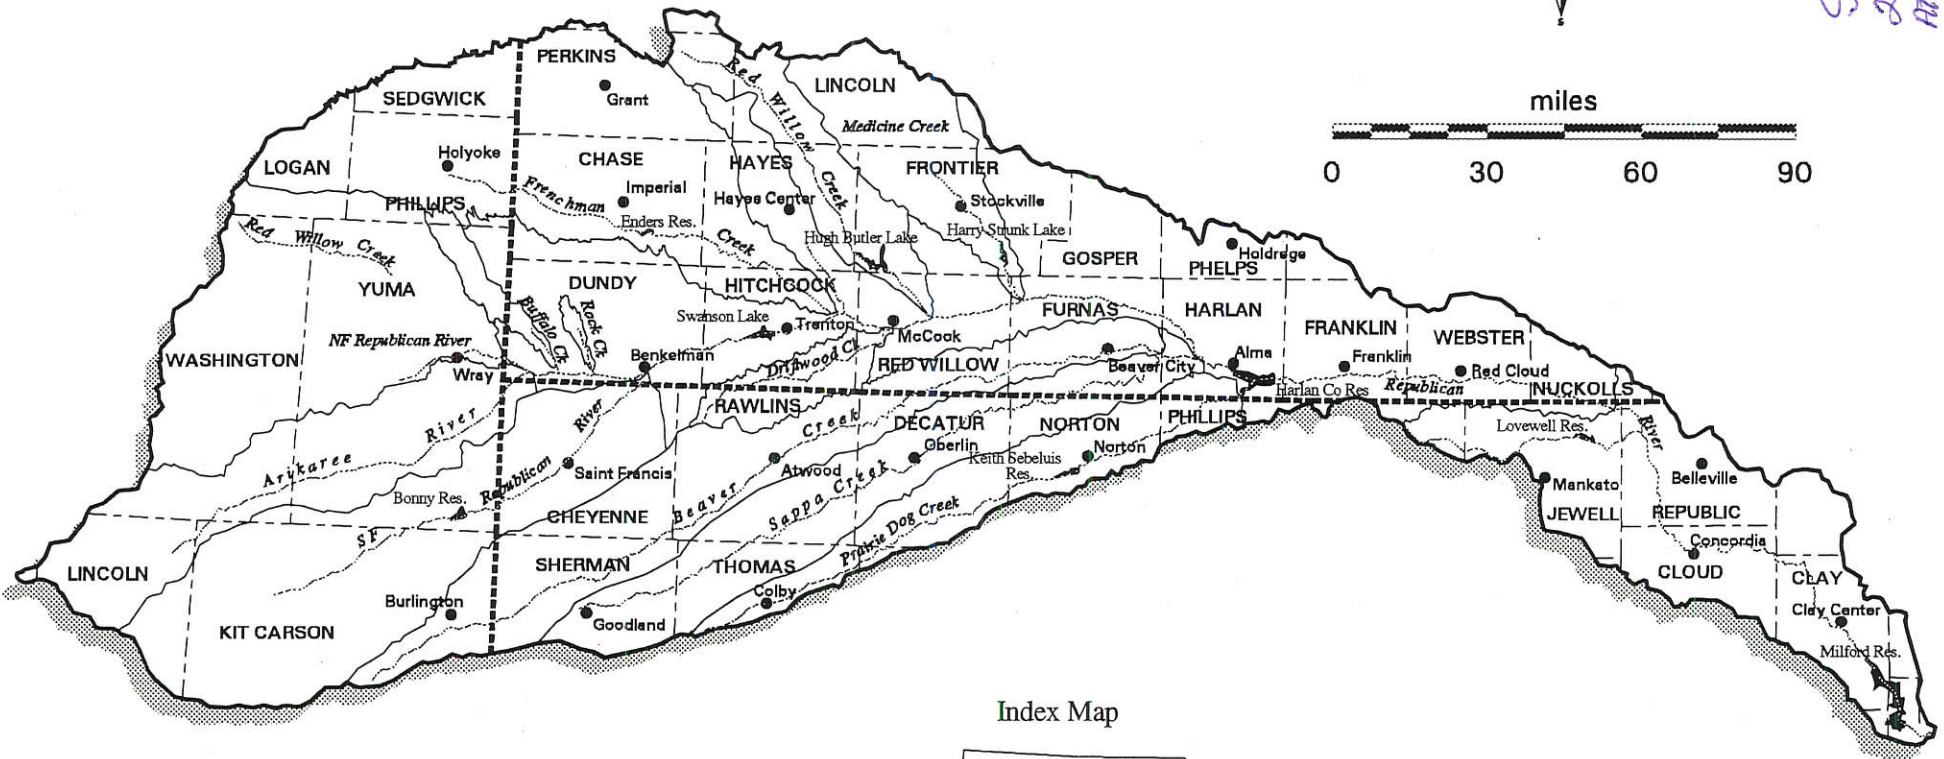 s
miles
0 30 60 90
PERKINS
Grant
SEDGWICK
LINCOLN
Red Willow Creek
Medicine Creek
Holyoke
LOGAN
CHASE
HAYES
FRONTIER
Imperial
Frenchman Creek
Hayes Center
Stockville
PHILLIPS
Enders Res.
Hugh Butler Lake
Harry Strunk Lake
Red Willow Creek
GOSPER
PHELPS
Holdrege
YUMA
DUNDY
HITCHCOCK
Buffalo Ck
Rock Ck
Swanson Lake
Trenton
McCook
FURNAS
HARLAN
FRANKLIN
WEBSTER
WASHINGTON
NF Republican River
Wray
Benkelman
Driftwood Ck
RED WILLOW
Beaver City
Alma
Franklin
Red Cloud
Harlan Co Res
Republican River
NUCKOLLS
RAWLINS
DECATUR
NORTON
PHILLIPS
Lovewell Res.
Arikaree River
SF Republican River
Saint Francis
Atwood
Oberlin
Keith Sebeluis
Res.
Norton
Mankato
Belleville
Bonny Res.
CHEYENNE
Beaver Creek
Sappa Creek
Prairie Dog Creek
JEWELL
REPUBLIC
Concordia
LINCOLN
SHERMAN
THOMAS
CLOUD
CLAY
Burlington
Colby
Clay Center
KIT CARSON
Goodland
Milford Res.
Index Map